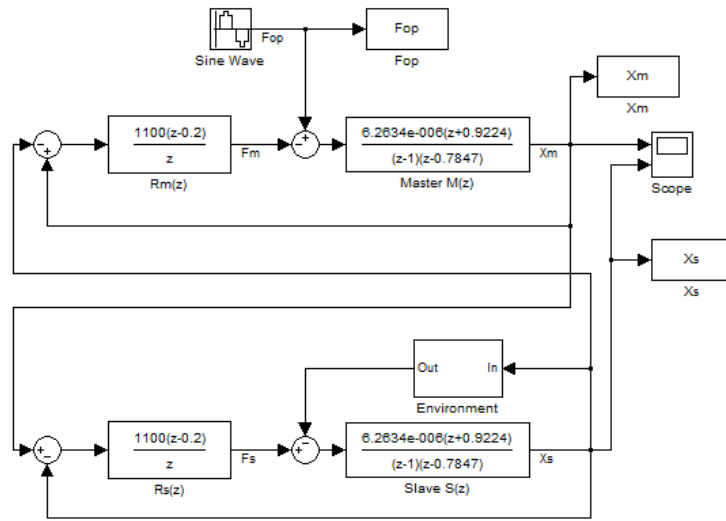 Fop
Sine Wave
Fop
Fop
Xm
Xm
- +
1100(z-0.2)
z
Rm(z)
Fm
- +
6.2634e-006(z+0.9224)
(z-1)(z-0.7847)
Master M(z)
Xm
Scope
Xs
Xs
Out
In
Environment
+ -
1100(z-0.2)
z
Rs(z)
Fs
+ -
6.2634e-006(z+0.9224)
(z-1)(z-0.7847)
Slave S(z)
Xs